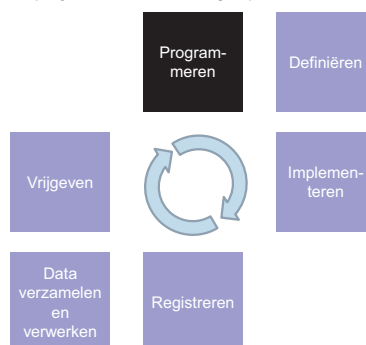 Program-
meren
Definiëren
Vrijgeven
Implemen-
teren
Data
verzamelen
en
verwerken
Registreren